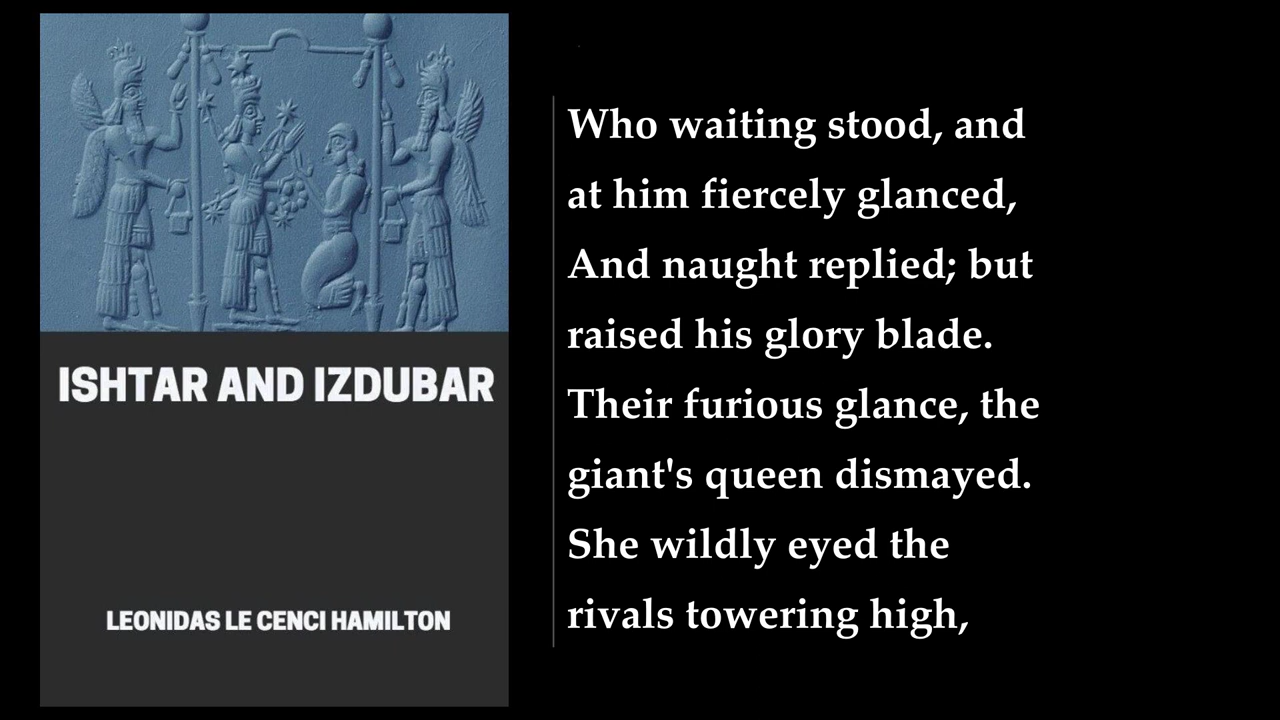 ISHTAR AND IZDUBAR
LEONIDAS LE CENCI HAMILTON
Who waiting stood, and
at him fiercely glanced,
And naught replied; but
raised his glory blade.
Their furious glance, the
giant's queen dismayed.
She wildly eyed the
rivals towering high,